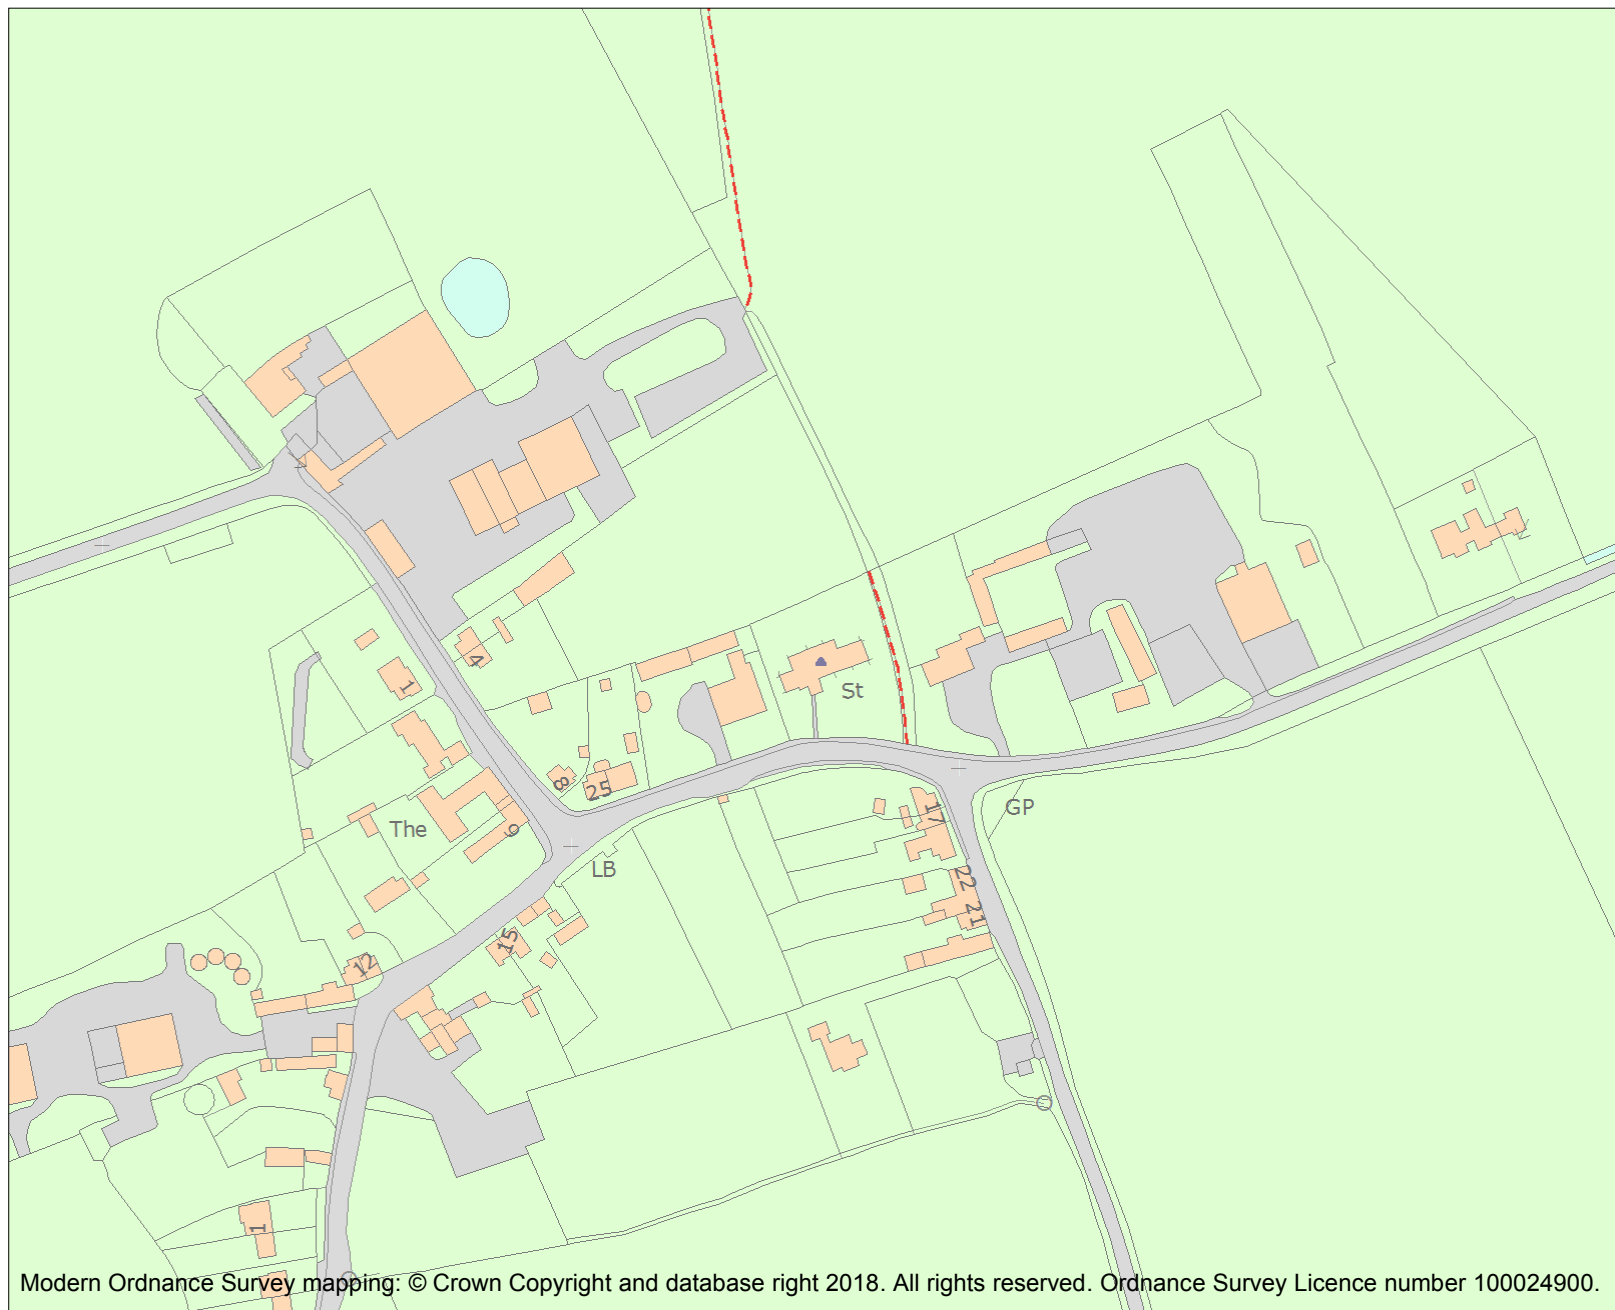 4
1
St
8
25
17
GP
The
9
LB
22
21
15
12
1
Modern Ordnance Survey mapping: © Crown Copyright and database right 2018. All rights reserved. Ordnance Survey Licence number 100024900.